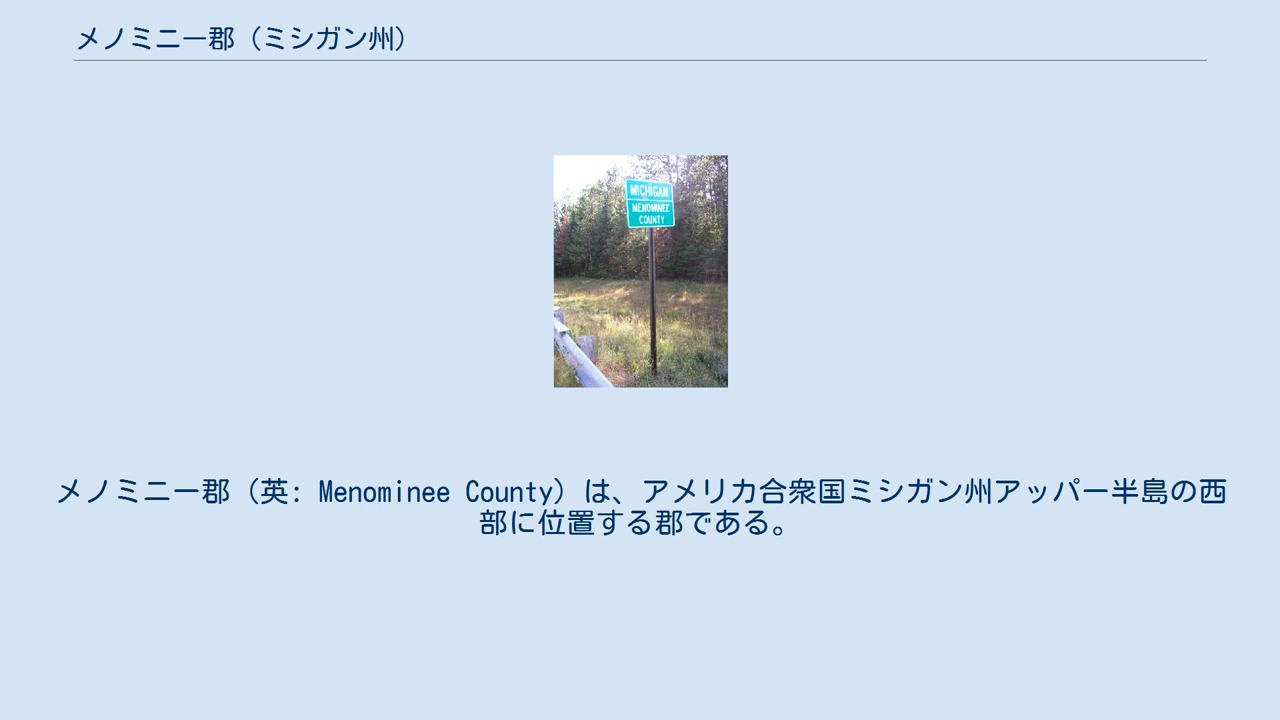 メノミニー郡（ミシガン州）
MICHIGAN
MENOMINEE
COUNTY
メノミニー郡（英: Menominee County）は、アメリカ合衆国ミシガン州アッパー半島の西
部に位置する郡である。